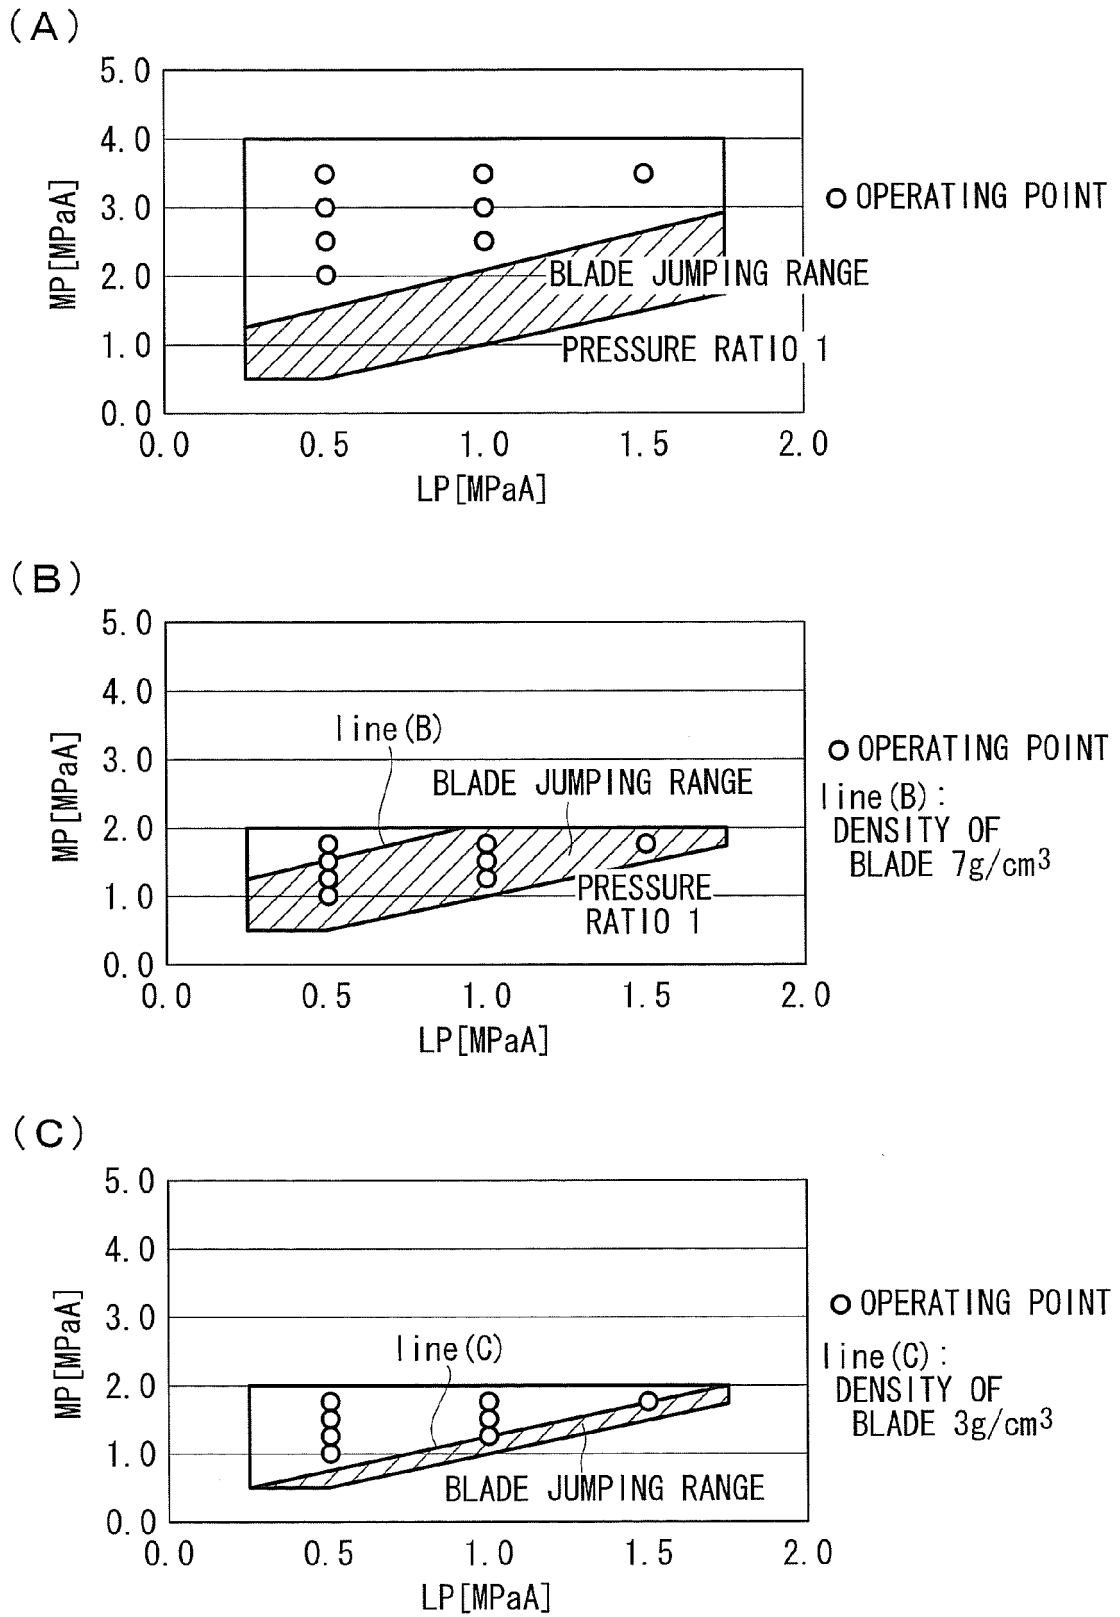 (A)
5.0
4.0
3.0
2.0
1.0
0.0
MP[MPaA]
○ OPERATING POINT
BLADE JUMPING RANGE
PRESSURE RATIO 1
0.0 0.5 1.0 1.5 2.0
LP[MPaA]
(B)
5.0
4.0
3.0
2.0
1.0
0.0
MP[MPaA]
line(B)
BLADE JUMPING RANGE
PRESSURE
RATIO 1
○ OPERATING POINT
line(B):
DENSITY OF
BLADE 7g/cm³
0.0 0.5 1.0 1.5 2.0
LP[MPaA]
(C)
5.0
4.0
3.0
2.0
1.0
0.0
MP[MPaA]
line(C)
BLADE JUMPING RANGE
○ OPERATING POINT
line(C):
DENSITY OF
BLADE 3g/cm³
0.0 0.5 1.0 1.5 2.0
LP[MPaA]